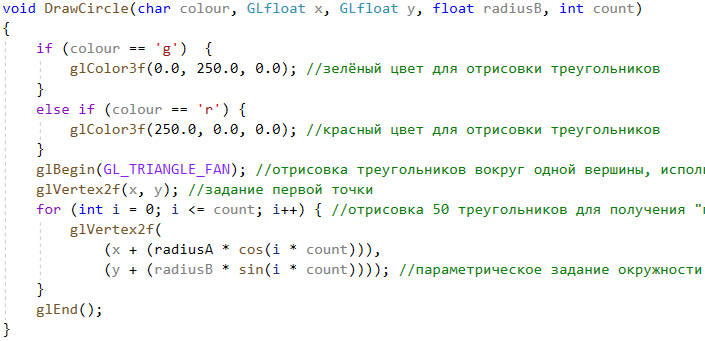 void DrawCircle(char colour, GLfloat x, GLfloat y, float radiusB, int count)
{
    if (colour == 'g')  {
        glColor3f(0.0, 250.0, 0.0); //зелёный цвет для отрисовки треугольников
    }
    else if (colour == 'r') {
        glColor3f(250.0, 0.0, 0.0); //красный цвет для отрисовки треугольников
    }
    glBegin(GL_TRIANGLE_FAN); //отрисовка треугольников вокруг одной вершины,
    glVertex2f(x, y); //задание первой точки
    for (int i = 0; i <= count; i++) { //отрисовка 50 треугольников для получения
        glVertex2f(
            (x + (radiusA * cos(i * count))),
            (y + (radiusB * sin(i * count)))); //параметрическое задание окружности
    }
    glEnd();
}